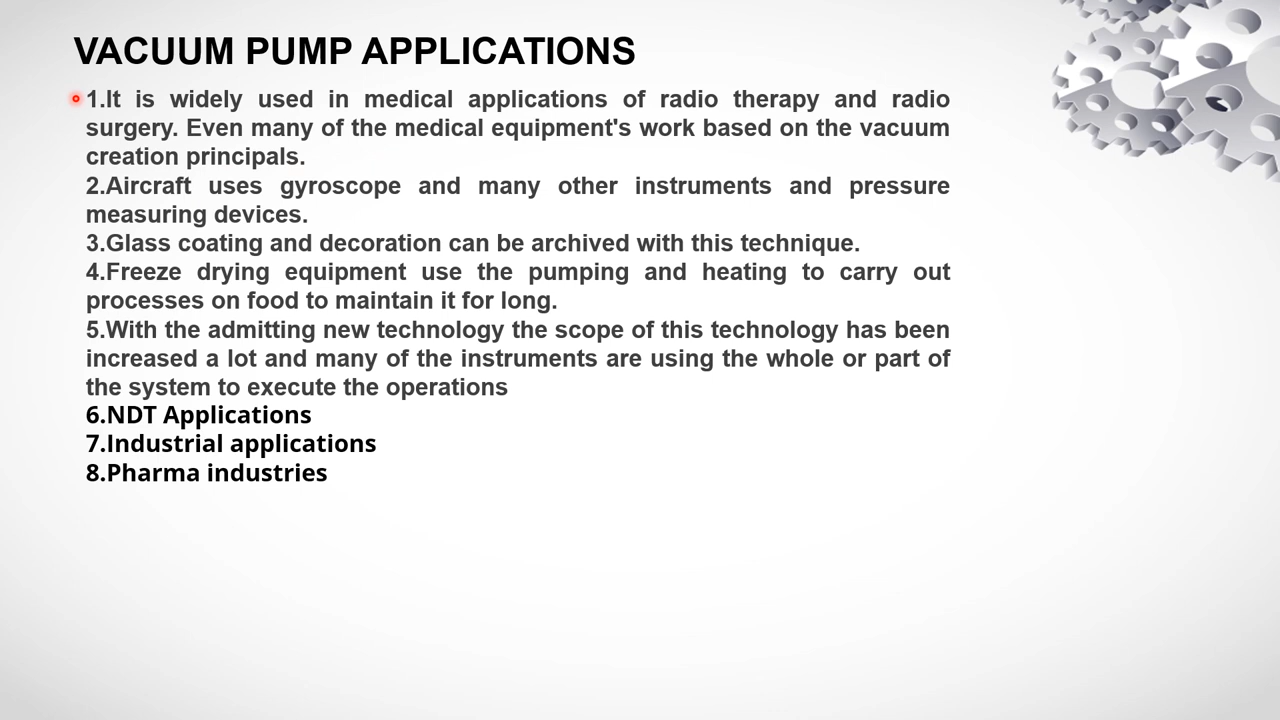 VACUUM PUMP APPLICATIONS
1.It is widely used in medical applications of radio therapy and radio
surgery. Even many of the medical equipment's work based on the vacuum
creation principals.
2.Aircraft uses gyroscope and many other instruments and pressure
measuring devices.
3.Glass coating and decoration can be archived with this technique.
4.Freeze drying equipment use the pumping and heating to carry out
processes on food to maintain it for long.
5.With the admitting new technology the scope of this technology has been
increased a lot and many of the instruments are using the whole or part of
the system to execute the operations
6.NDT Applications
7.Industrial applications
8.Pharma industries